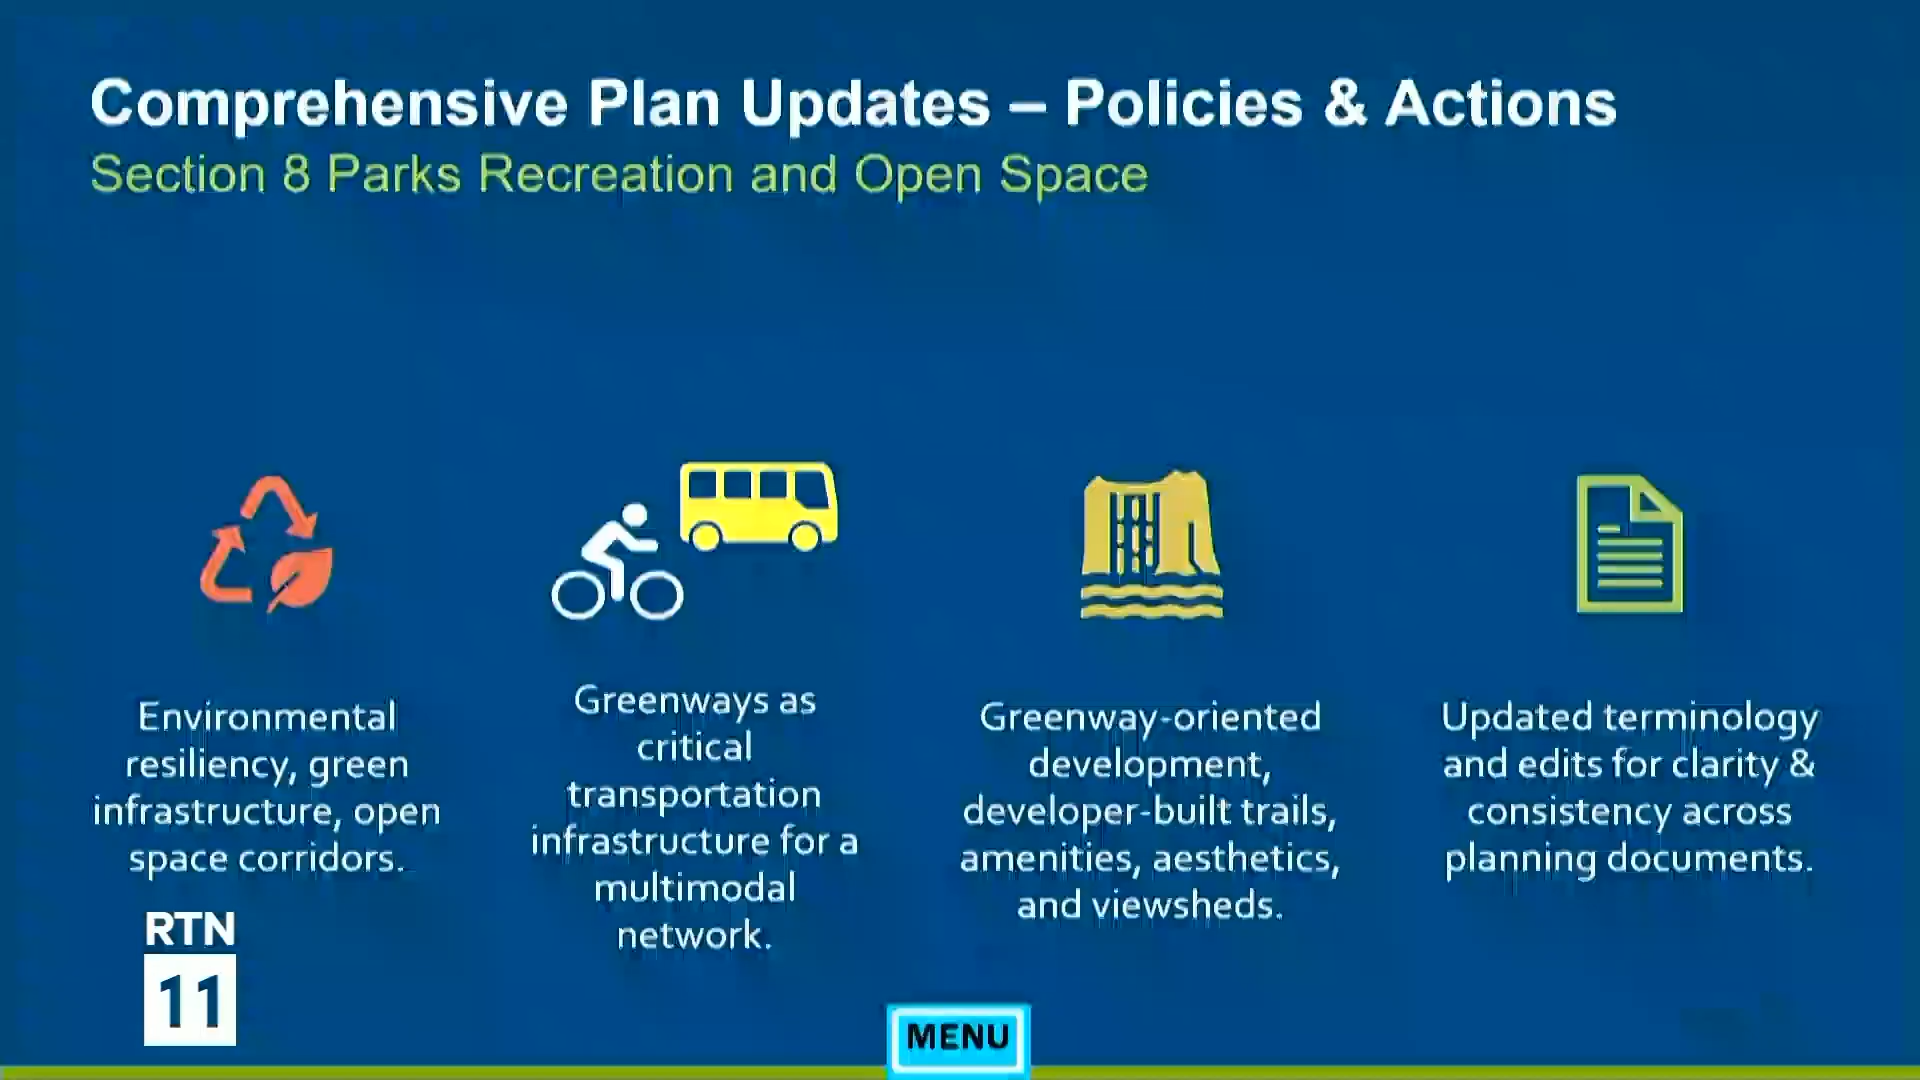 Comprehensive Plan Updates – Policies & Actions
Section 8 Parks Recreation and Open Space
Environmental
resiliency, green
infrastructure, open
space corridors.
Greenways as
critical
transportation
infrastructure for a
multimodal
network.
Greenway-oriented
development,
developer-built trails,
amenities, aesthetics,
and viewsheds.
Updated terminology
and edits for clarity &
consistency across
planning documents.
RTN
11
MENU